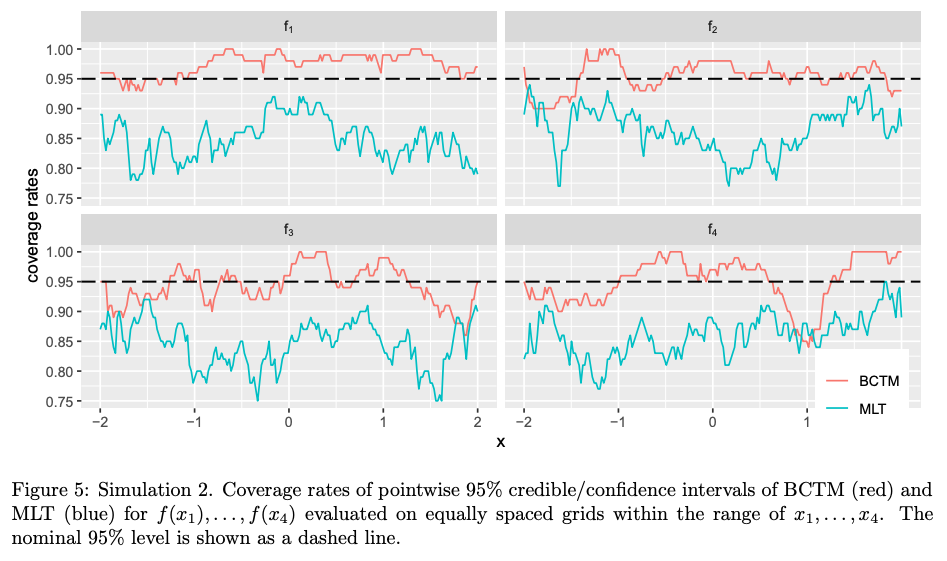 f₁
f₂
1.00
0.95
0.90
0.85
0.80
0.75
coverage rates
f₃
f₄
1.00
0.95
0.90
0.85
0.80
0.75
−2 −1 0 1 2
−2 −1 0 1
BCTM
MLT
x
Figure 5: Simulation 2. Coverage rates of pointwise 95% credible/confidence intervals of BCTM (red) and
MLT (blue) for f(x₁), . . . , f(x₄) evaluated on equally spaced grids within the range of x₁, . . . , x₄. The
nominal 95% level is shown as a dashed line.